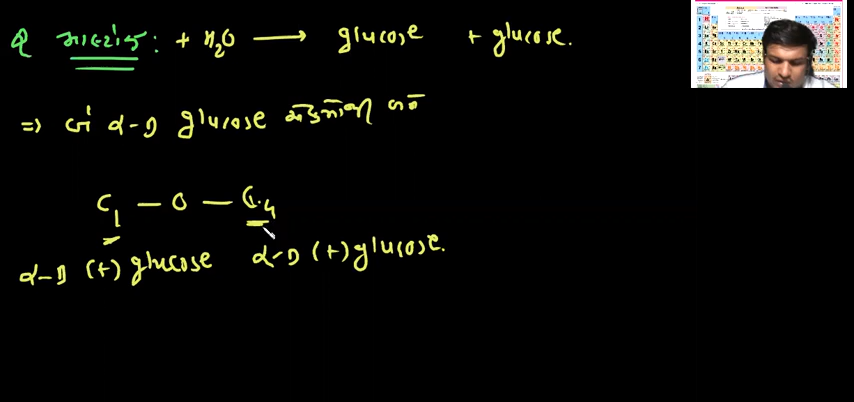 માલ્ટોઝ : + H₂O ⟶ glucose + glucose.
⇒ બે α-D glucose
C₁ — O — C₄
α-D (+) glucose α-D (+) glucose.